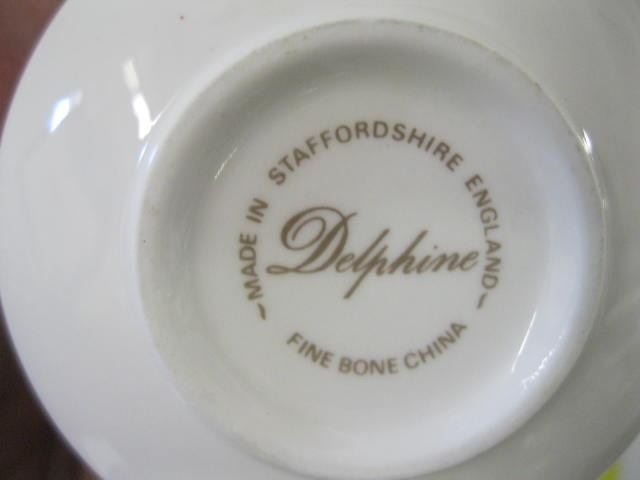 MADE IN STAFFORDSHIRE ENGLAND
Delphine
FINE BONE CHINA